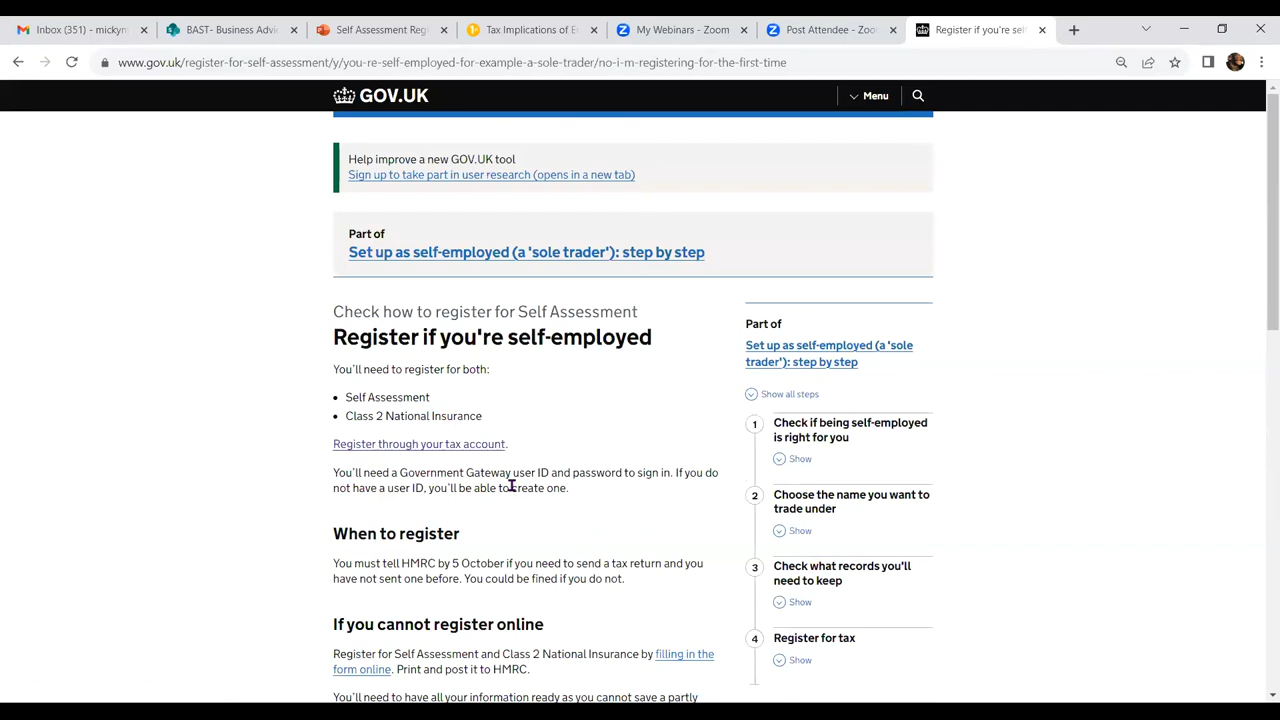 Inbox (351) - mickyn
BAST- Business Advi
Self Assessment Reg
Tax Implications of E
My Webinars - Zoom
Post Attendee - Zoo
Register if you're self
www.gov.uk/register-for-self-assessment/y/you-re-self-employed-for-example-a-sole-trader/no-i-m-registering-for-the-first-time
GOV.UK
Menu
Help improve a new GOV.UK tool
Sign up to take part in user research (opens in a new tab)
Part of
Set up as self-employed (a 'sole trader'): step by step
Check how to register for Self Assessment
Register if you're self-employed
You'll need to register for both:
• Self Assessment
• Class 2 National Insurance
Register through your tax account.
You'll need a Government Gateway user ID and password to sign in. If you do
not have a user ID, you'll be able to create one.
When to register
You must tell HMRC by 5 October if you need to send a tax return and you
have not sent one before. You could be fined if you do not.
If you cannot register online
Register for Self Assessment and Class 2 National Insurance by filling in the
form online. Print and post it to HMRC.
You'll need to have all your information ready as you cannot save a partly
Part of
Set up as self-employed (a 'sole
trader'): step by step
Show all steps
1 Check if being self-employed
is right for you
Show
2 Choose the name you want to
trade under
Show
3 Check what records you'll
need to keep
Show
4 Register for tax
Show